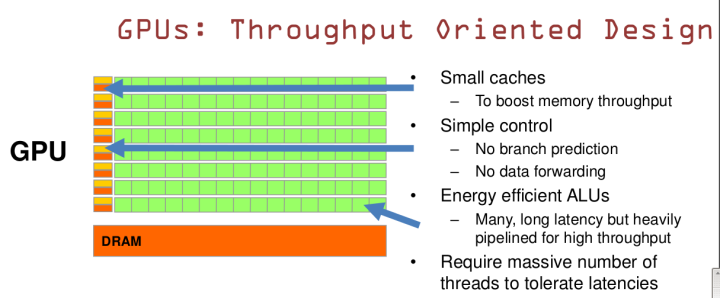 GPUs: Throughput Oriented Design
GPU
DRAM
• Small caches
– To boost memory throughput
• Simple control
– No branch prediction
– No data forwarding
• Energy efficient ALUs
– Many, long latency but heavily
pipelined for high throughput
• Require massive number of
threads to tolerate latencies